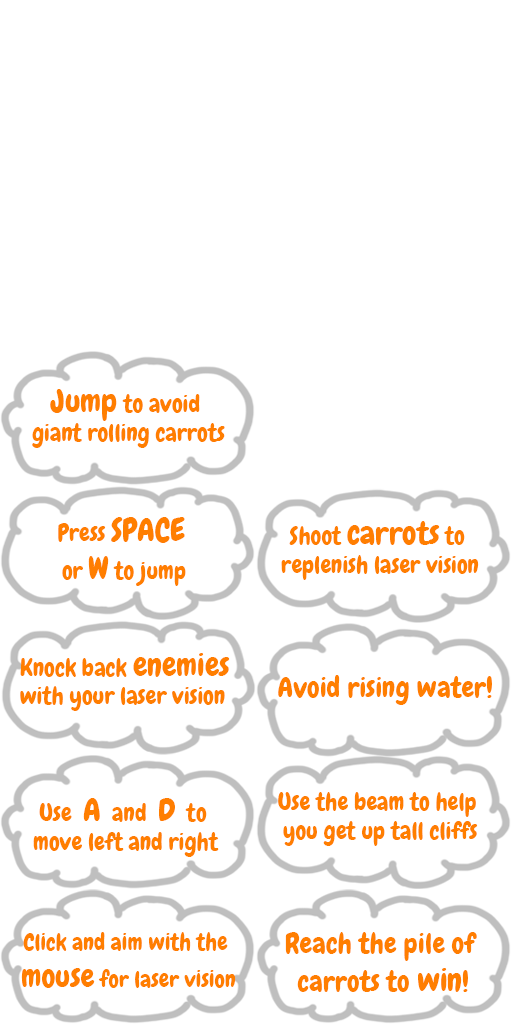 Jump to avoid
giant rolling carrots
Press SPACE
or W to jump
Shoot carrots to
replenish laser vision
Knock back enemies
with your laser vision
Avoid rising water!
Use A and D to
move left and right
Use the beam to help
you get up tall cliffs
Click and aim with the
mouse for laser vision
Reach the pile of
carrots to win!